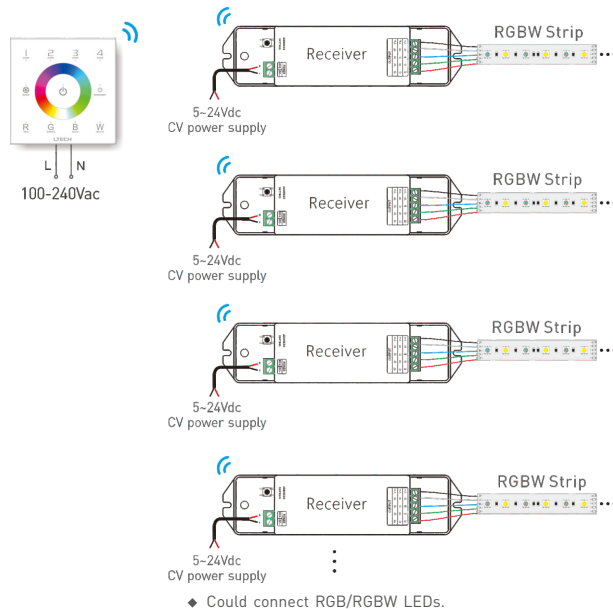 1 2 3 4
R G B W
LTECH
L N
100-240Vac
Receiver
RGBW Strip
5~24Vdc
CV power supply
Receiver
RGBW Strip
5~24Vdc
CV power supply
Receiver
RGBW Strip
5~24Vdc
CV power supply
Receiver
RGBW Strip
5~24Vdc
CV power supply
◆ Could connect RGB/RGBW LEDs.